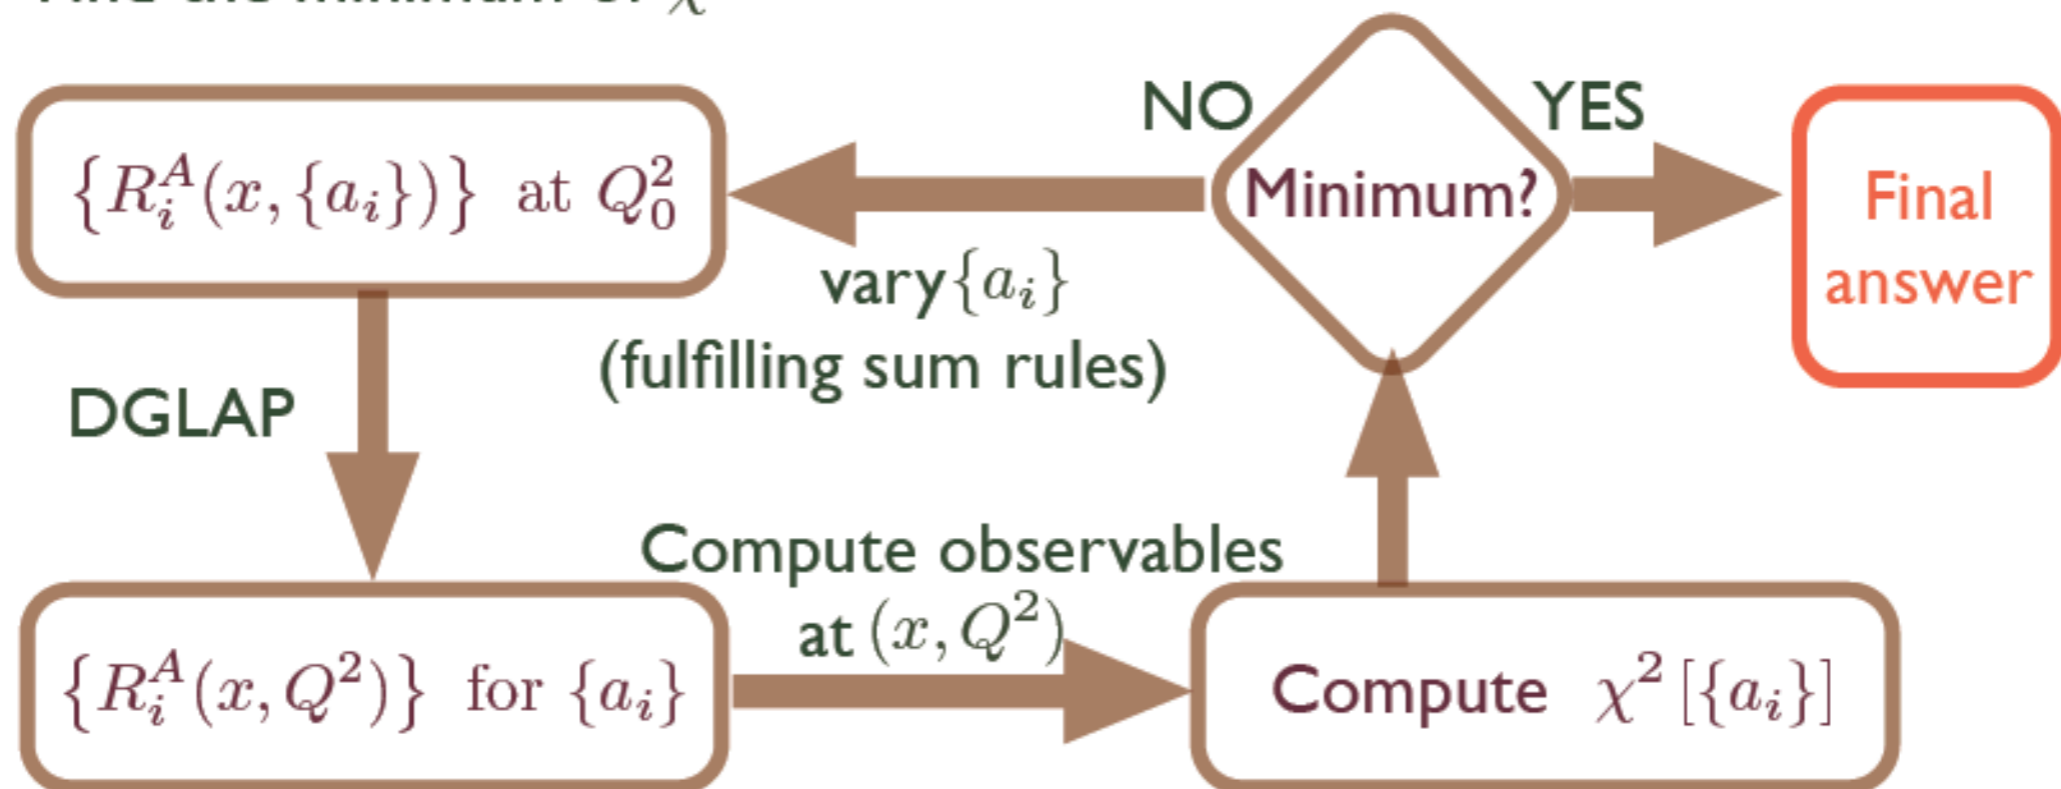 NO
YES
{R_i^A(x, {a_i})} at Q_0^2
Minimum?
Final
answer
vary {a_i}
(fulfilling sum rules)
DGLAP
Compute observables
at (x, Q^2)
{R_i^A(x, Q^2)} for {a_i}
Compute χ^2 [{a_i}]